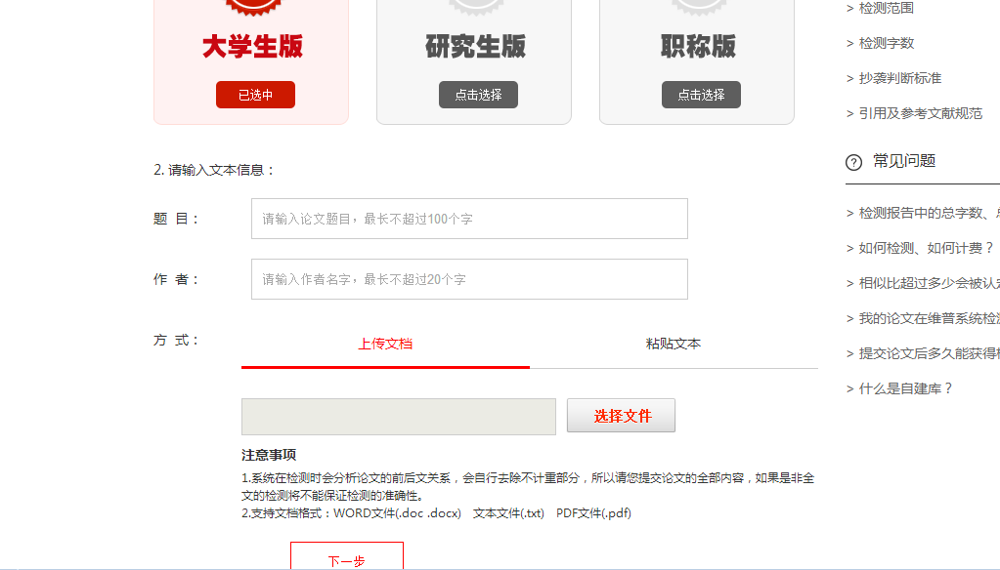 大学生版
研究生版
职称版
已选中
点击选择
点击选择
2. 请输入文本信息：
题 目：
请输入论文题目，最长不超过100个字
作 者：
请输入作者名字，最长不超过20个字
方 式：
上传文档
粘贴文本
选择文件
注意事项
1.系统在检测时会分析论文的前后文关系，会自行去除不计重部分，所以请您提交论文的全部内容，如果是非全
文的检测将不能保证检测的准确性。
2.支持文档格式：WORD文件(.doc .docx) 文本文件(.txt) PDF文件(.pdf)
下一步
> 检测范围
> 检测字数
> 抄袭判断标准
> 引用及参考文献规范
? 常见问题
> 检测报告中的总字数、
> 如何检测、如何计费？
> 相似比超过多少会被认
> 我的论文在维普系统检
> 提交论文后多久能获得
> 什么是自建库？